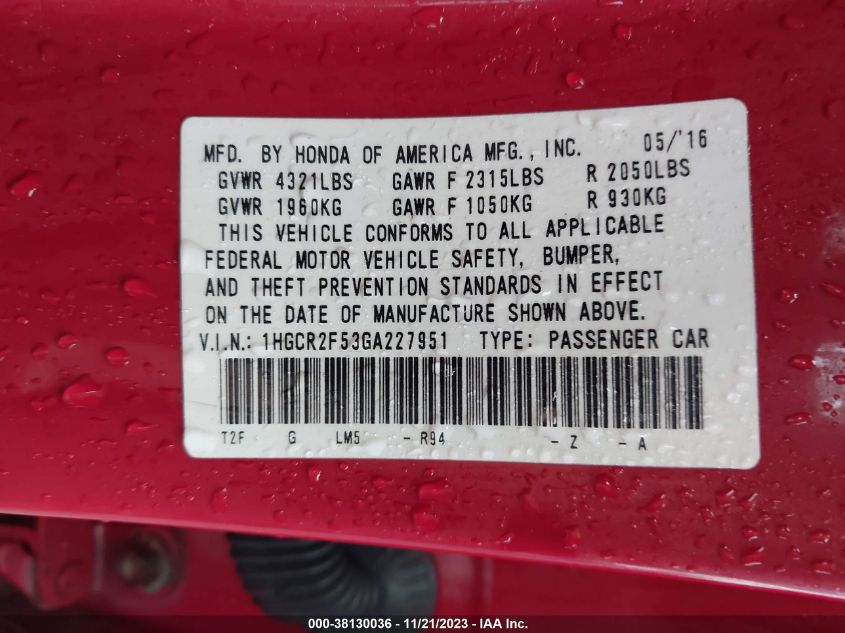 MFD. BY HONDA OF AMERICA MFG., INC. 05/'16
GVWR 4321LBS GAWR F 2315LBS R 2050LBS
GVWR 1960KG GAWR F 1050KG R 930KG
THIS VEHICLE CONFORMS TO ALL APPLICABLE
FEDERAL MOTOR VEHICLE SAFETY, BUMPER,
AND THEFT PREVENTION STANDARDS IN EFFECT
ON THE DATE OF MANUFACTURE SHOWN ABOVE.
V.I.N.: 1HGCR2F53GA227951 TYPE: PASSENGER CAR
T2F G LM5 - R94 - Z - A
000-38130036 - 11/21/2023 - IAA Inc.